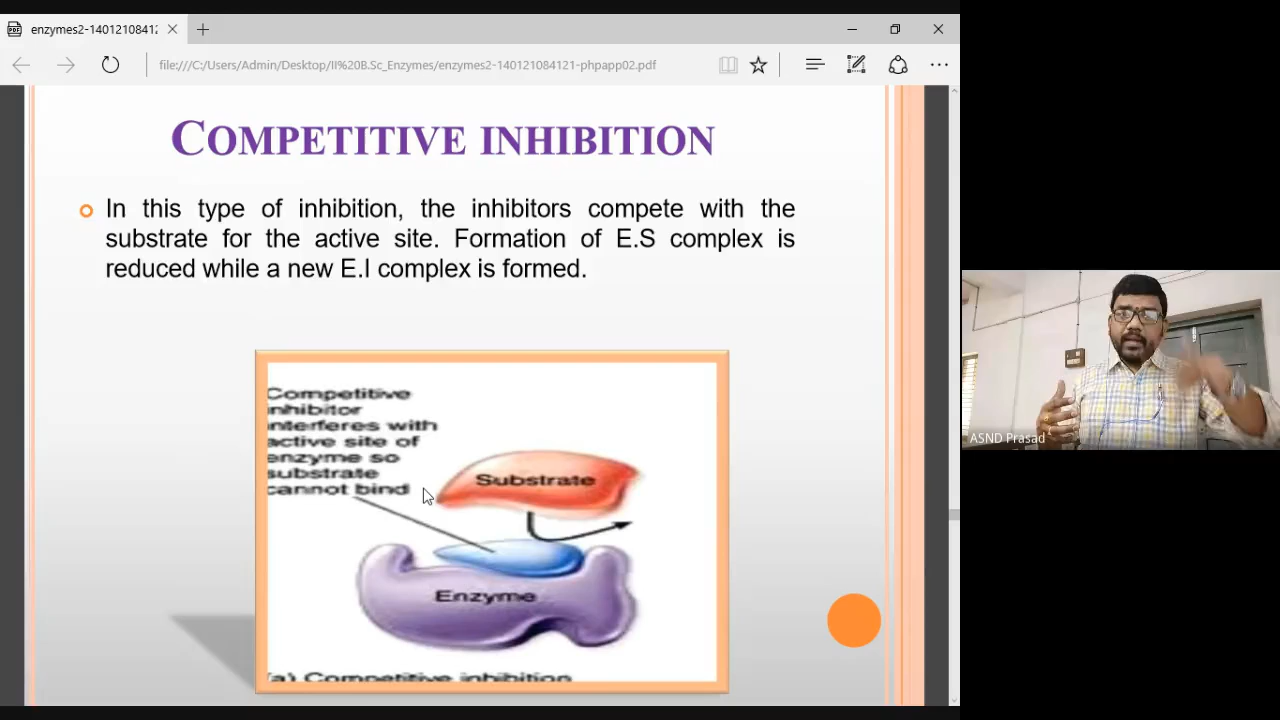 enzymes2-14012108412
file:///C:/Users/Admin/Desktop/II%20B.Sc_Enzymes/enzymes2-140121084121-phpapp02.pdf
COMPETITIVE INHIBITION
In this type of inhibition, the inhibitors compete with the
substrate for the active site. Formation of E.S complex is
reduced while a new E.I complex is formed.
Competitive
inhibitor
interferes with
active site of
enzyme so
substrate
cannot bind
Substrate
Enzyme
(a) Competitive inhibition
ASND Prasad